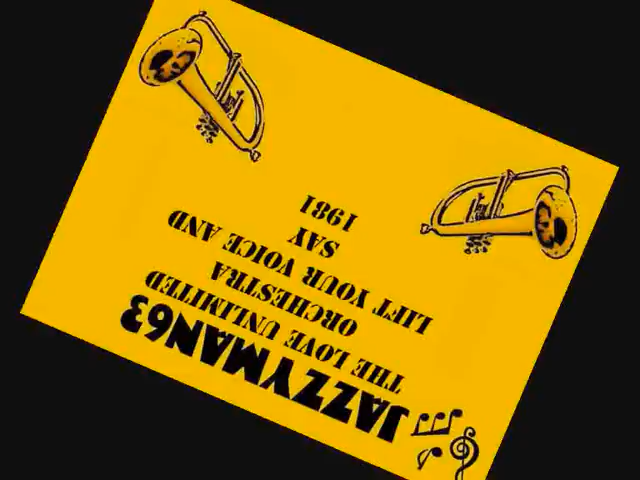 JAZZYMAN63
THE LOVE UNLIMITED
ORCHESTRA
LIFT YOUR VOICE AND
SAY
1981